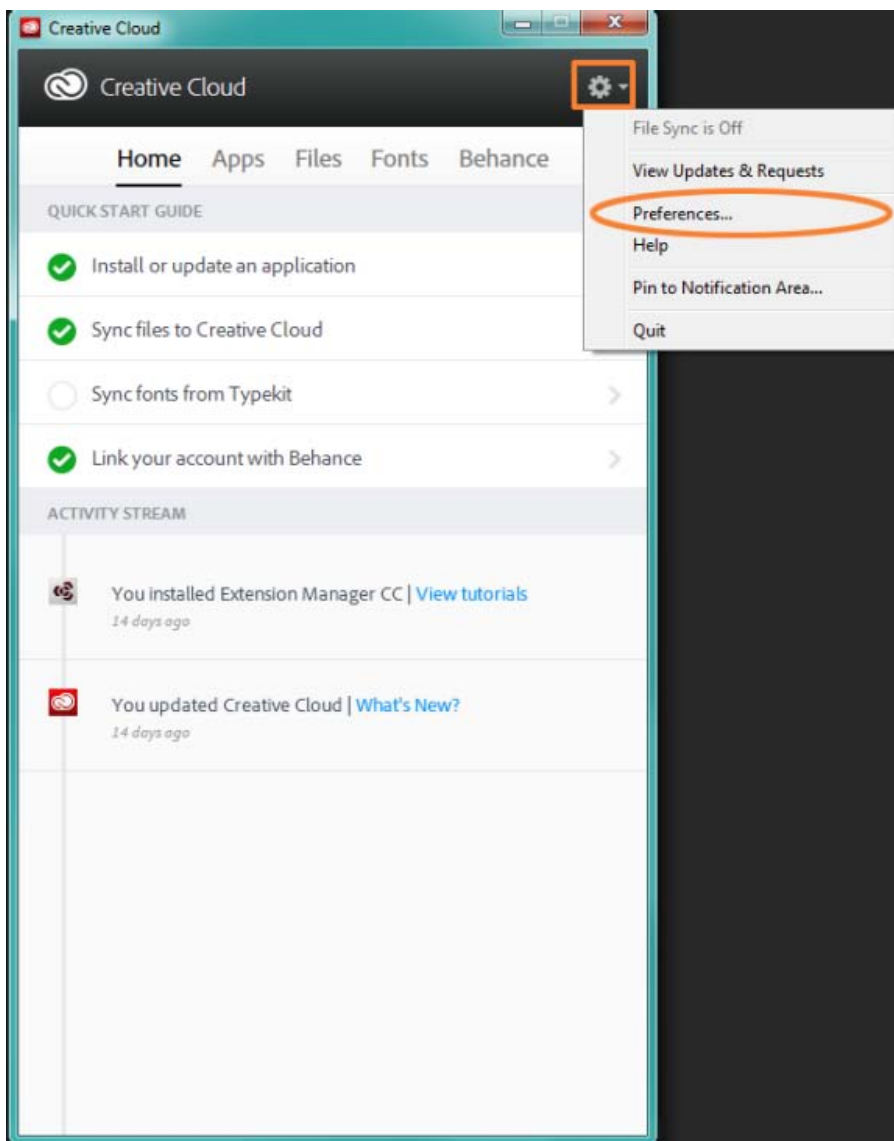 Creative Cloud
Creative Cloud
File Sync is Off
Home Apps Files Fonts Behance
View Updates & Requests
QUICK START GUIDE
Preferences...
Help
Install or update an application
Pin to Notification Area...
Sync files to Creative Cloud
Quit
Sync fonts from Typekit
Link your account with Behance
ACTIVITY STREAM
You installed Extension Manager CC | View tutorials
14 days ago
You updated Creative Cloud | What's New?
14 days ago